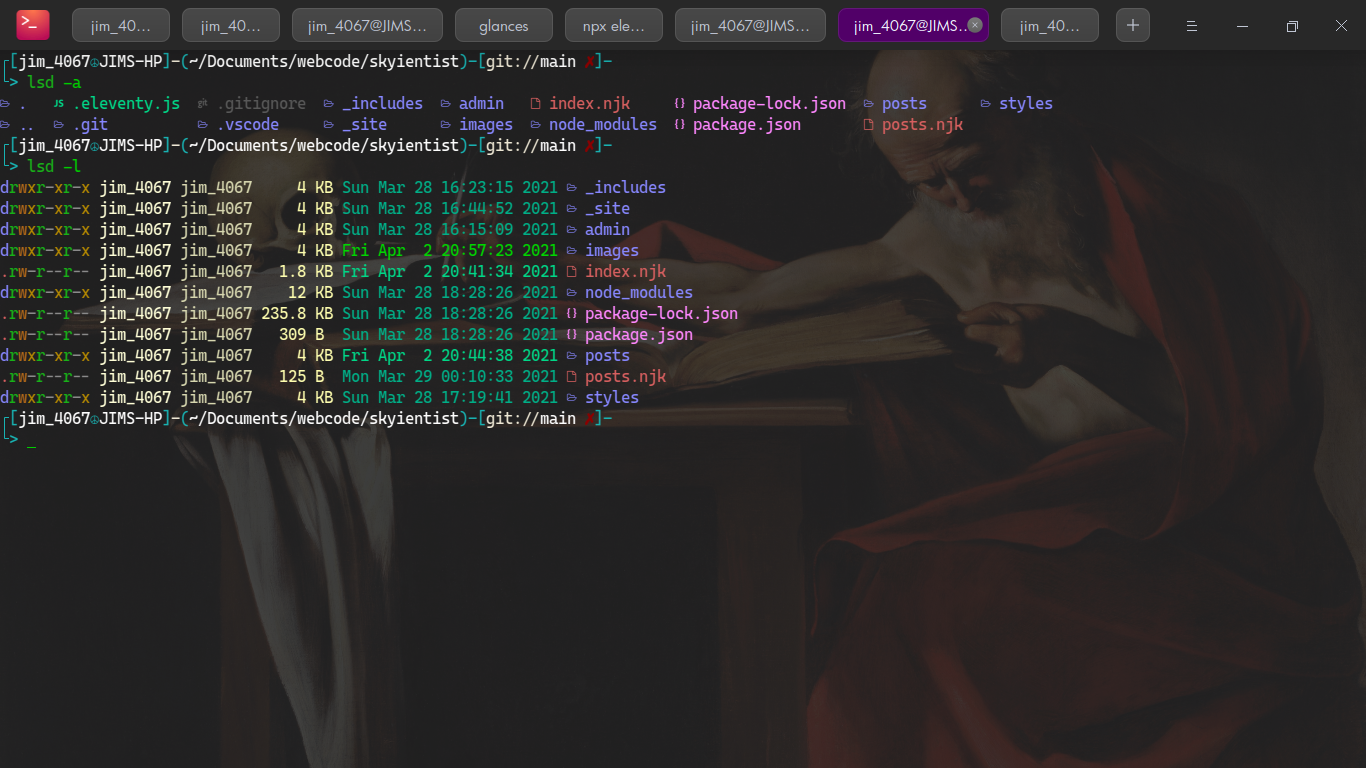 jim_40... jim_40... jim_4067@JIMS... glances npx ele... jim_4067@JIMS... jim_4067@JIMS... jim_40...
┌[jim_4067☮JIMS-HP]-(~/Documents/webcode/skyientist)-[git://main ✗]-
└> lsd -a
. .eleventy.js .gitignore _includes admin index.njk package-lock.json posts styles
.. .git .vscode _site images node_modules package.json posts.njk
┌[jim_4067☮JIMS-HP]-(~/Documents/webcode/skyientist)-[git://main ✗]-
└> lsd -l
drwxr-xr-x jim_4067 jim_4067 4 KB Sun Mar 28 16:23:15 2021 _includes
drwxr-xr-x jim_4067 jim_4067 4 KB Sun Mar 28 16:44:52 2021 _site
drwxr-xr-x jim_4067 jim_4067 4 KB Sun Mar 28 16:15:09 2021 admin
drwxr-xr-x jim_4067 jim_4067 4 KB Fri Apr 2 20:57:23 2021 images
.rw-r--r-- jim_4067 jim_4067 1.8 KB Fri Apr 2 20:41:34 2021 index.njk
drwxr-xr-x jim_4067 jim_4067 12 KB Sun Mar 28 18:28:26 2021 node_modules
.rw-r--r-- jim_4067 jim_4067 235.8 KB Sun Mar 28 18:28:26 2021 package-lock.json
.rw-r--r-- jim_4067 jim_4067 309 B Sun Mar 28 18:28:26 2021 package.json
drwxr-xr-x jim_4067 jim_4067 4 KB Fri Apr 2 20:44:38 2021 posts
.rw-r--r-- jim_4067 jim_4067 125 B Mon Mar 29 00:10:33 2021 posts.njk
drwxr-xr-x jim_4067 jim_4067 4 KB Sun Mar 28 17:19:41 2021 styles
┌[jim_4067☮JIMS-HP]-(~/Documents/webcode/skyientist)-[git://main ✗]-
└> _